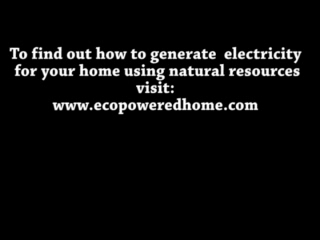 To find out how to generate electricity
for your home using natural resources
visit:
www.ecopoweredhome.com